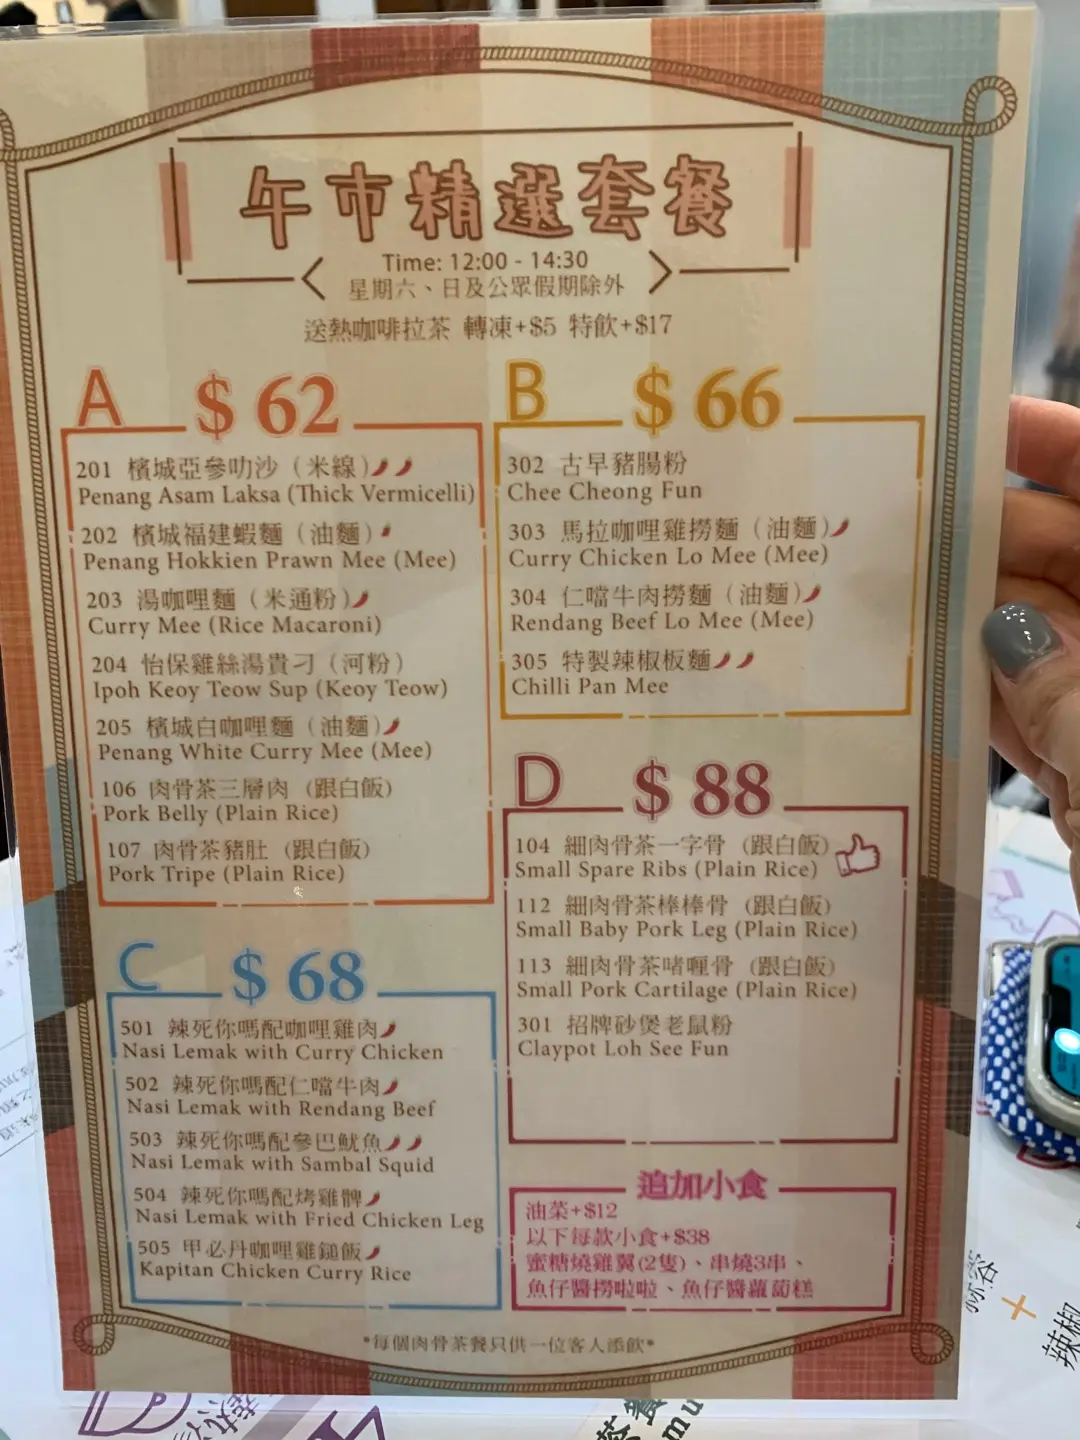 午市精選套餐
Time: 12:00 - 14:30
星期六、日及公眾假期除外
送熱咖啡拉茶 轉凍+$5 特飲+$17
A $62
201 檳城亞參叻沙（米線）
Penang Asam Laksa (Thick Vermicelli)
202 檳城福建蝦麵（油麵）
Penang Hokkien Prawn Mee (Mee)
203 湯咖哩麵（米通粉）
Curry Mee (Rice Macaroni)
204 怡保雞絲湯貴刁（河粉）
Ipoh Keoy Teow Sup (Keoy Teow)
205 檳城白咖哩麵（油麵）
Penang White Curry Mee (Mee)
106 肉骨茶三層肉（跟白飯）
Pork Belly (Plain Rice)
107 肉骨茶豬肚（跟白飯）
Pork Tripe (Plain Rice)
B $66
302 古早豬腸粉
Chee Cheong Fun
303 馬拉咖哩雞撈麵（油麵）
Curry Chicken Lo Mee (Mee)
304 仁噹牛肉撈麵（油麵）
Rendang Beef Lo Mee (Mee)
305 特製辣椒板麵
Chilli Pan Mee
C $68
501 辣死你嗎配咖哩雞肉
Nasi Lemak with Curry Chicken
502 辣死你嗎配仁噹牛肉
Nasi Lemak with Rendang Beef
503 辣死你嗎配參巴魷魚
Nasi Lemak with Sambal Squid
504 辣死你嗎配烤雞髀
Nasi Lemak with Fried Chicken Leg
505 甲必丹咖哩雞鎚飯
Kapitan Chicken Curry Rice
D $88
104 細肉骨茶一字骨（跟白飯）
Small Spare Ribs (Plain Rice)
112 細肉骨茶棒棒骨（跟白飯）
Small Baby Pork Leg (Plain Rice)
113 細肉骨茶啫喱骨（跟白飯）
Small Pork Cartilage (Plain Rice)
301 招牌砂煲老鼠粉
Claypot Loh See Fun
追加小食
油菜+$12
以下每款小食+$38
蜜糖燒雞翼(2隻)、串燒3串、
魚仔醬撈啦啦、魚仔醬蘿蔔糕
*每個肉骨茶餐只供一位客人添飲*
蒜蓉
+
辣椒